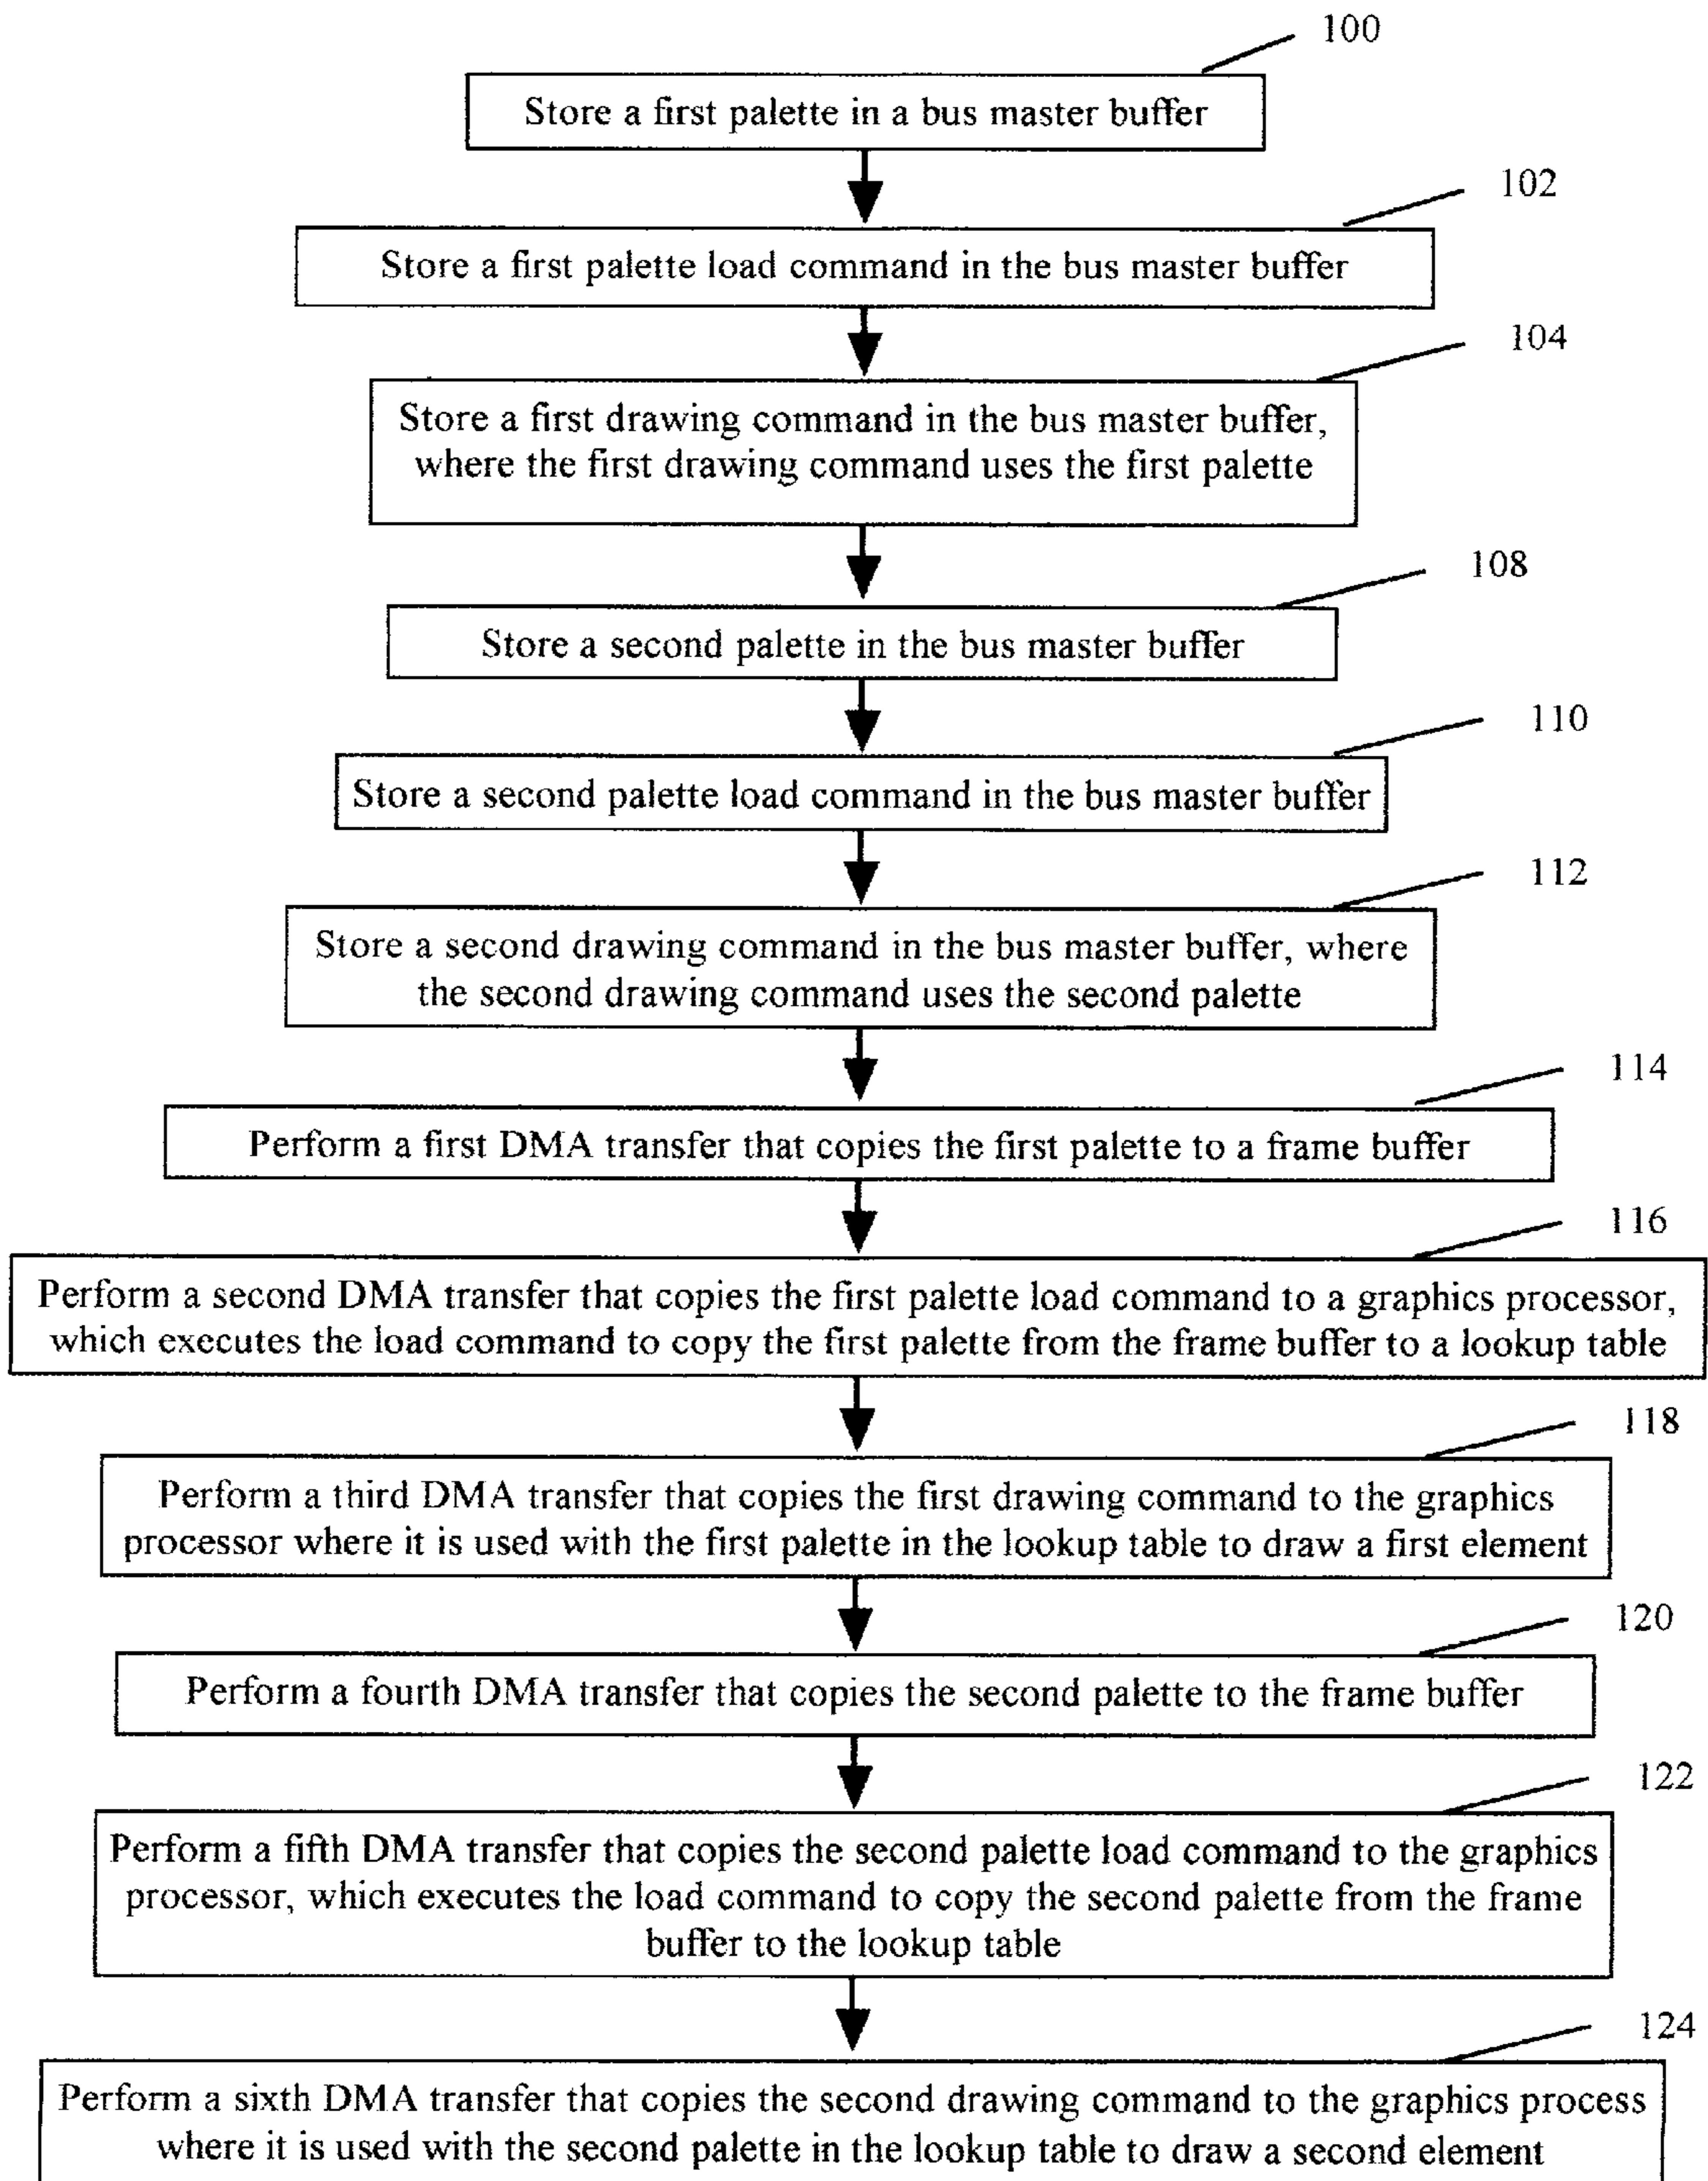 100
Store a first palette in a bus master buffer
102
Store a first palette load command in the bus master buffer
104
Store a first drawing command in the bus master buffer,
where the first drawing command uses the first palette
108
Store a second palette in the bus master buffer
110
Store a second palette load command in the bus master buffer
112
Store a second drawing command in the bus master buffer, where
the second drawing command uses the second palette
114
Perform a first DMA transfer that copies the first palette to a frame buffer
116
Perform a second DMA transfer that copies the first palette load command to a graphics processor,
which executes the load command to copy the first palette from the frame buffer to a lookup table
118
Perform a third DMA transfer that copies the first drawing command to the graphics
processor where it is used with the first palette in the lookup table to draw a first element
120
Perform a fourth DMA transfer that copies the second palette to the frame buffer
122
Perform a fifth DMA transfer that copies the second palette load command to the graphics
processor, which executes the load command to copy the second palette from the frame
buffer to the lookup table
124
Perform a sixth DMA transfer that copies the second drawing command to the graphics process
where it is used with the second palette in the lookup table to draw a second element